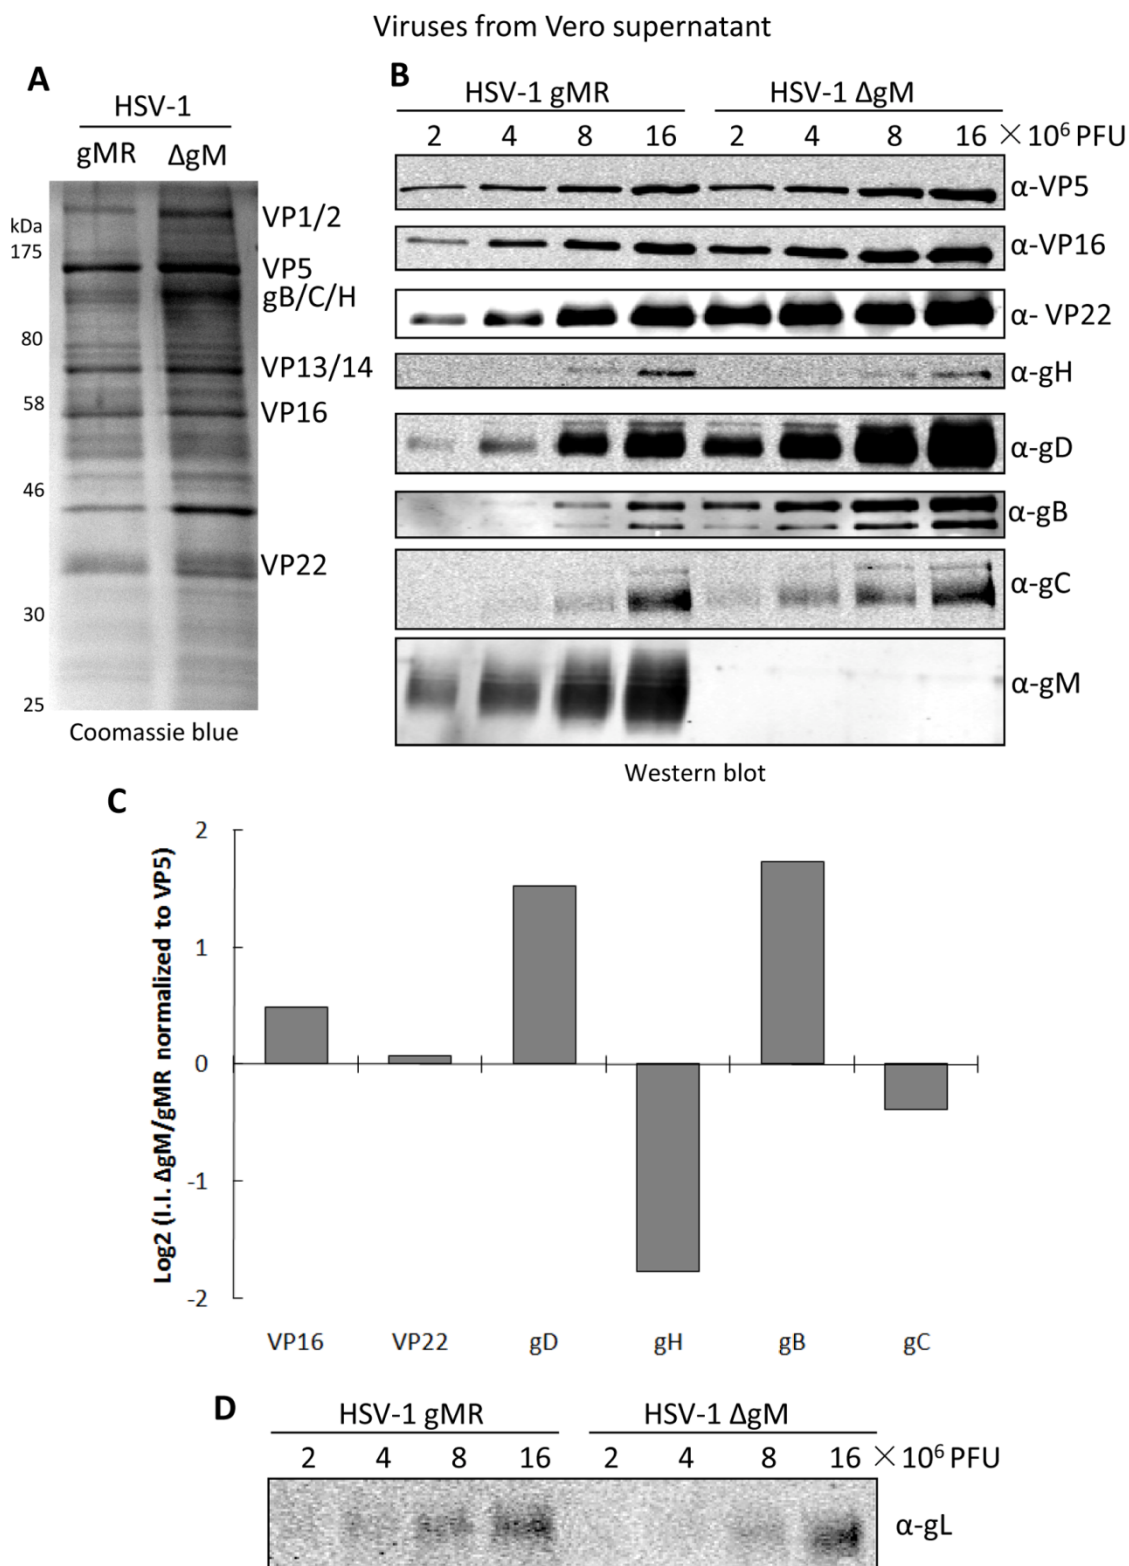 Viruses from Vero supernatant
A
HSV-1
gMR ΔgM
kDa
175
80
58
46
30
25
VP1/2
VP5
gB/C/H
VP13/14
VP16
VP22
Coomassie blue
B
HSV-1 gMR HSV-1 ΔgM
2 4 8 16 2 4 8 16 ×10⁶ PFU
α-VP5
α-VP16
α- VP22
α-gH
α-gD
α-gB
α-gC
α-gM
Western blot
C
Log2 (I.I. ΔgM/gMR normalized to VP5)
2
1
0
-1
-2
VP16 VP22 gD gH gB gC
D
HSV-1 gMR HSV-1 ΔgM
2 4 8 16 2 4 8 16 ×10⁶ PFU
α-gL